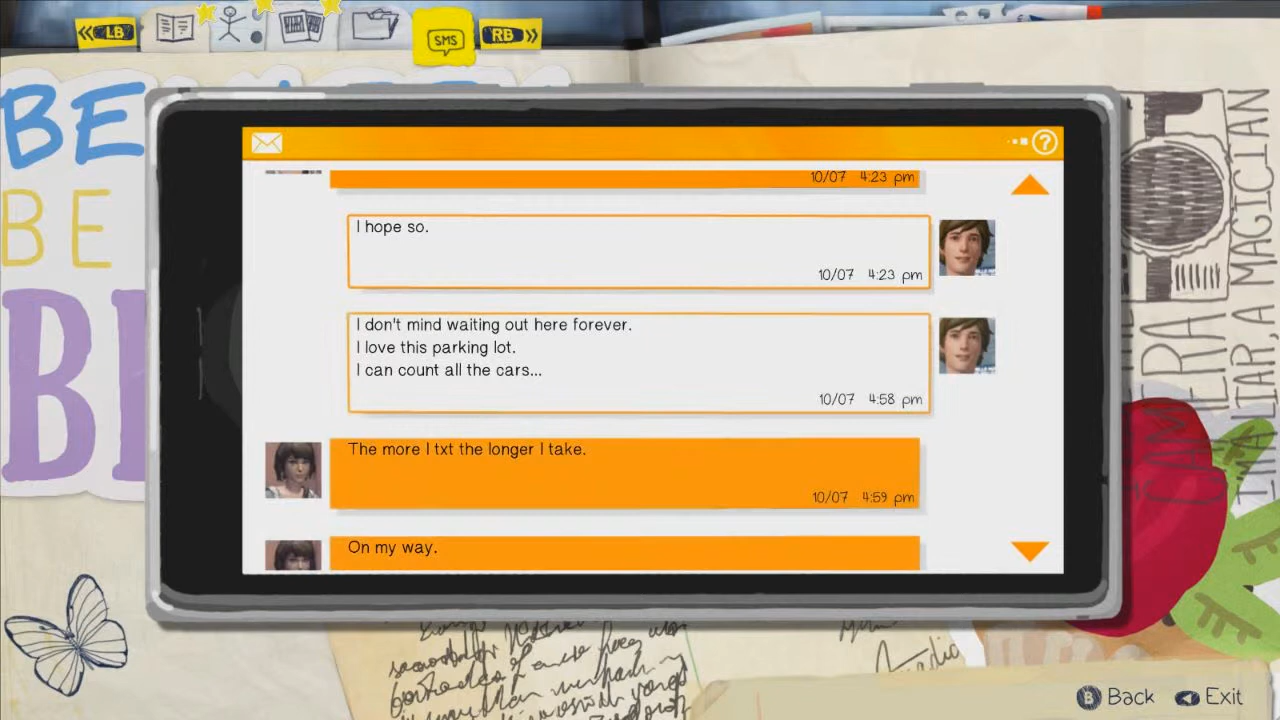 LB
SMS
RB
BE
BE
10/07 4:23 pm
I hope so.
10/07 4:23 pm
I don't mind waiting out here forever.
I love this parking lot.
I can count all the cars...
10/07 4:58 pm
The more I txt the longer I take.
10/07 4:59 pm
On my way.
LIAR, A MAGICIAN
Back
Exit